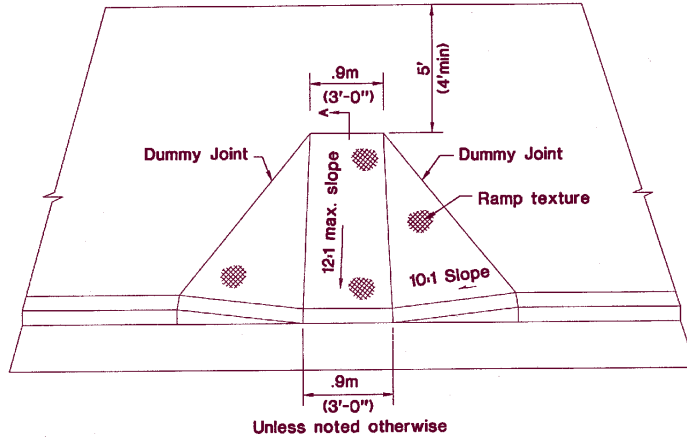 .9m
(3'-0")
A
5'
(4'min)
Dummy Joint
Dummy Joint
12:1 max. slope
Ramp texture
10:1 Slope
.9m
(3'-0")
Unless noted otherwise